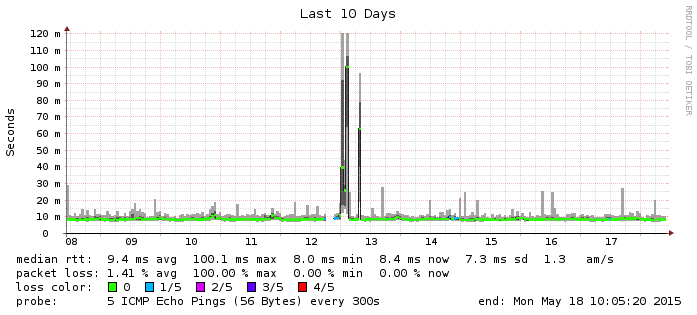 Last 10 Days
RRDTOOL / TOBI OETIKER
Seconds
120 m
110 m
100 m
90 m
80 m
70 m
60 m
50 m
40 m
30 m
20 m
10 m
0
08 09 10 11 12 13 14 15 16 17
median rtt: 9.4 ms avg 100.1 ms max 8.0 ms min 8.4 ms now 7.3 ms sd 1.3 am/s
packet loss: 1.41 % avg 100.00 % max 0.00 % min 0.00 % now
loss color: 0 1/5 2/5 3/5 4/5
probe: 5 ICMP Echo Pings (56 Bytes) every 300s end: Mon May 18 10:05:20 2015